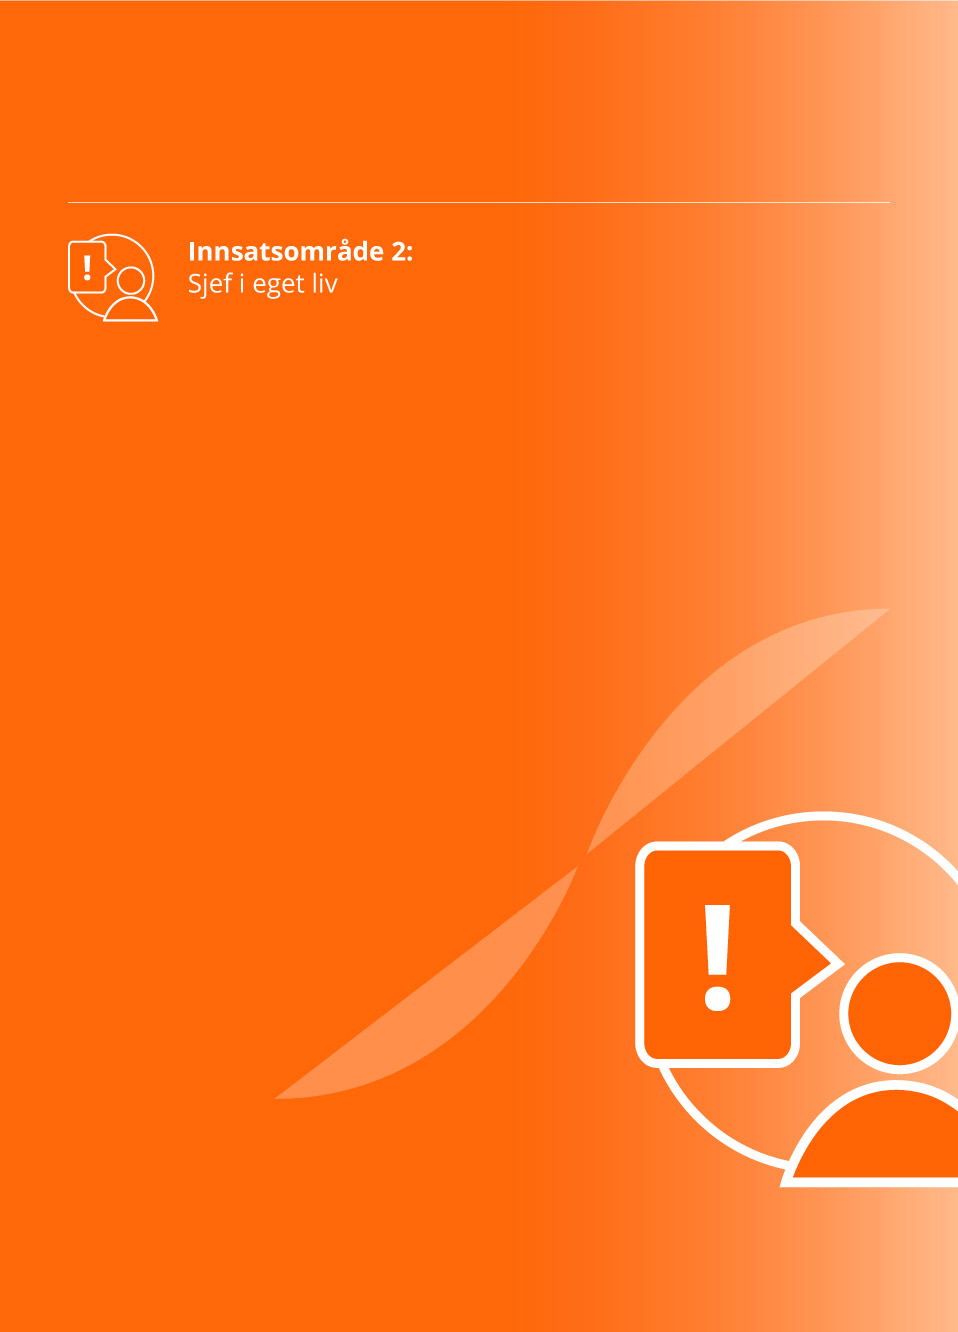 Innsatsområde 2:
Sjef i eget liv
!
!